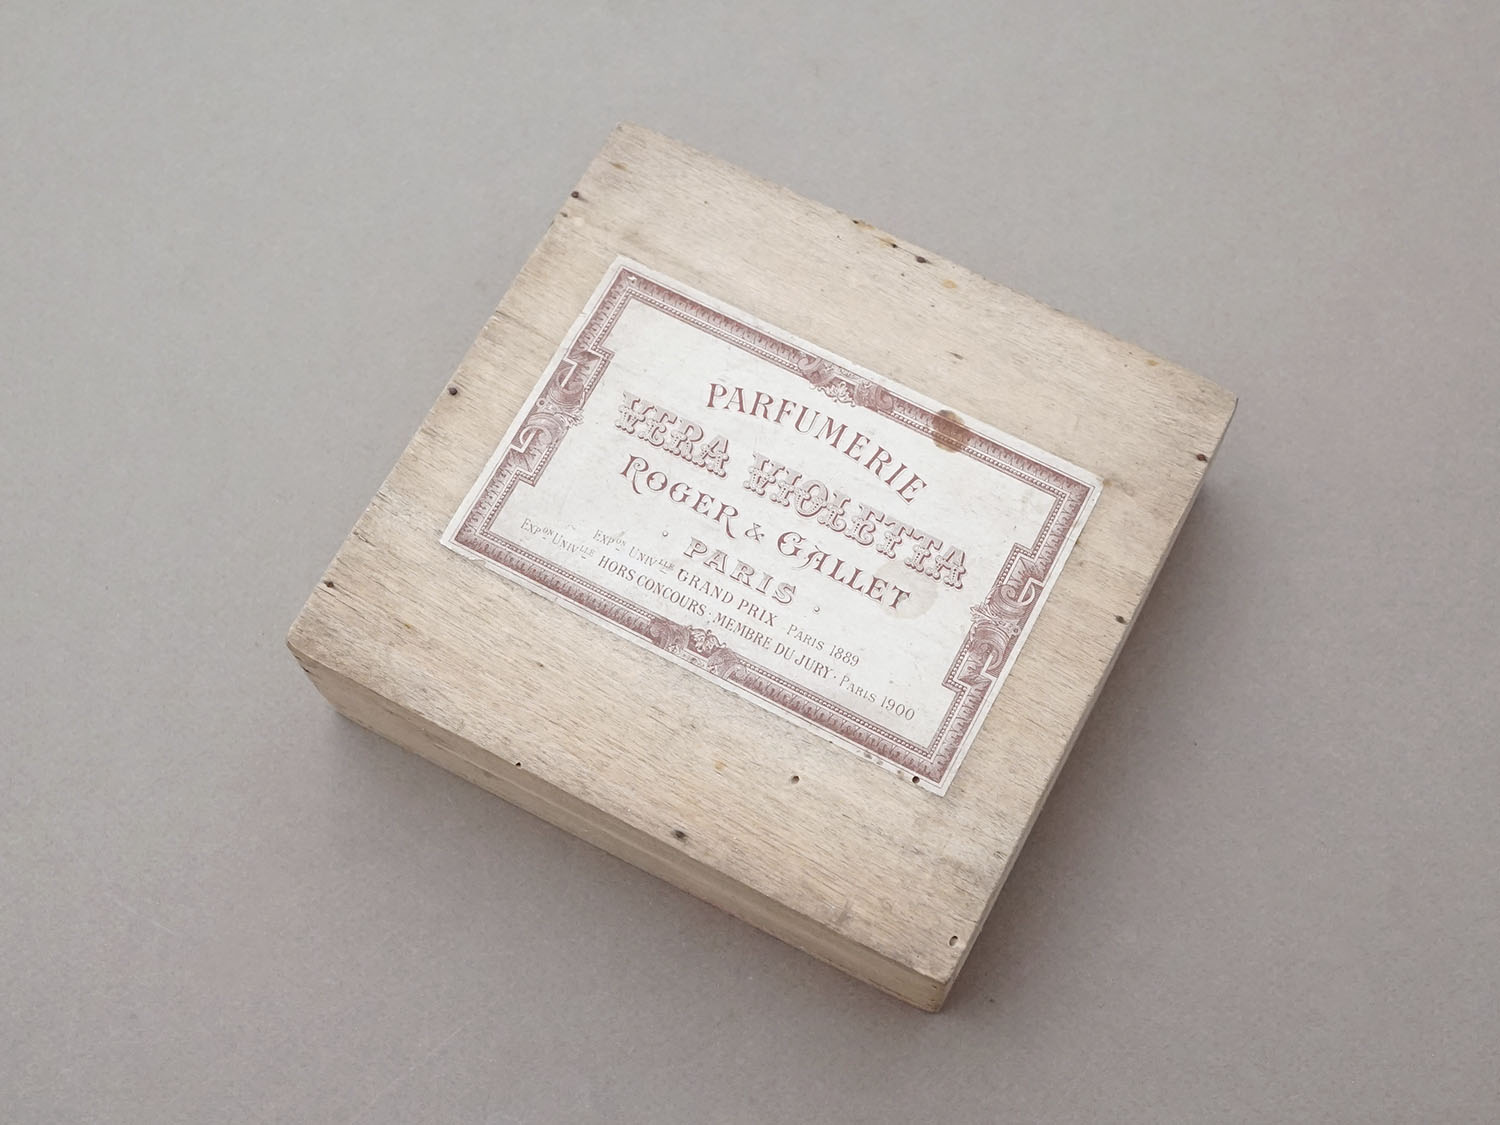 PARFUMERIE
VERA VIOLETTA
ROGER & GALLET
· PARIS ·
EXPON UNIVLLE GRAND PRIX PARIS 1889
EXPON UNIVLLE HORS CONCOURS · MEMBRE DU JURY · PARIS 1900